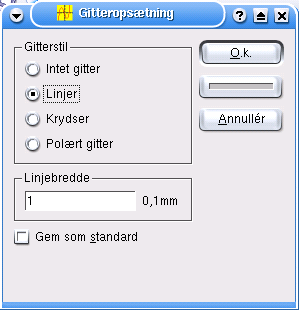 Gitteropsætning
Gitterstil
Intet gitter
Linjer
Krydser
Polært gitter
O.k.
Annullér
Linjebredde
1 0,1mm
Gem som standard